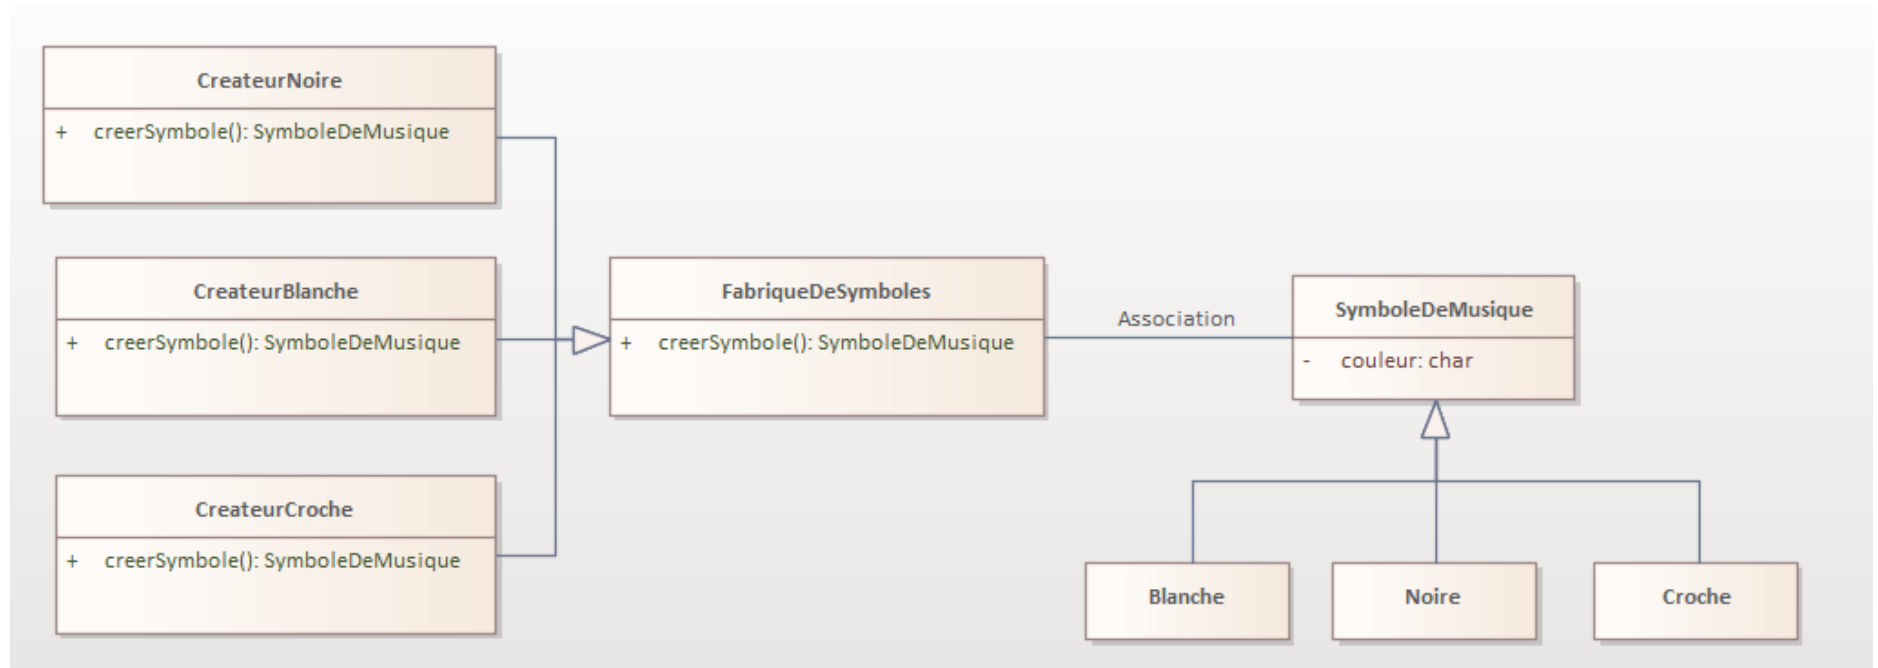 CreateurNoire
+ creerSymbole(): SymboleDeMusique
CreateurBlanche
+ creerSymbole(): SymboleDeMusique
CreateurCroche
+ creerSymbole(): SymboleDeMusique
FabriqueDeSymboles
+ creerSymbole(): SymboleDeMusique
Association
SymboleDeMusique
- couleur: char
Blanche
Noire
Croche